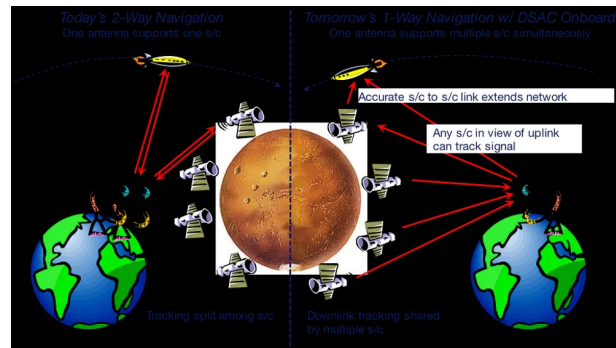 Today's 2-Way Navigation
One antenna supports one s/c
Tomorrow's 1-Way Navigation w/ DSAC Onboard
One antenna supports multiple s/c simultaneously
Accurate s/c to s/c link extends network
Any s/c in view of uplink
can track signal
Tracking split among s/c
Downlink tracking shared
by multiple s/c